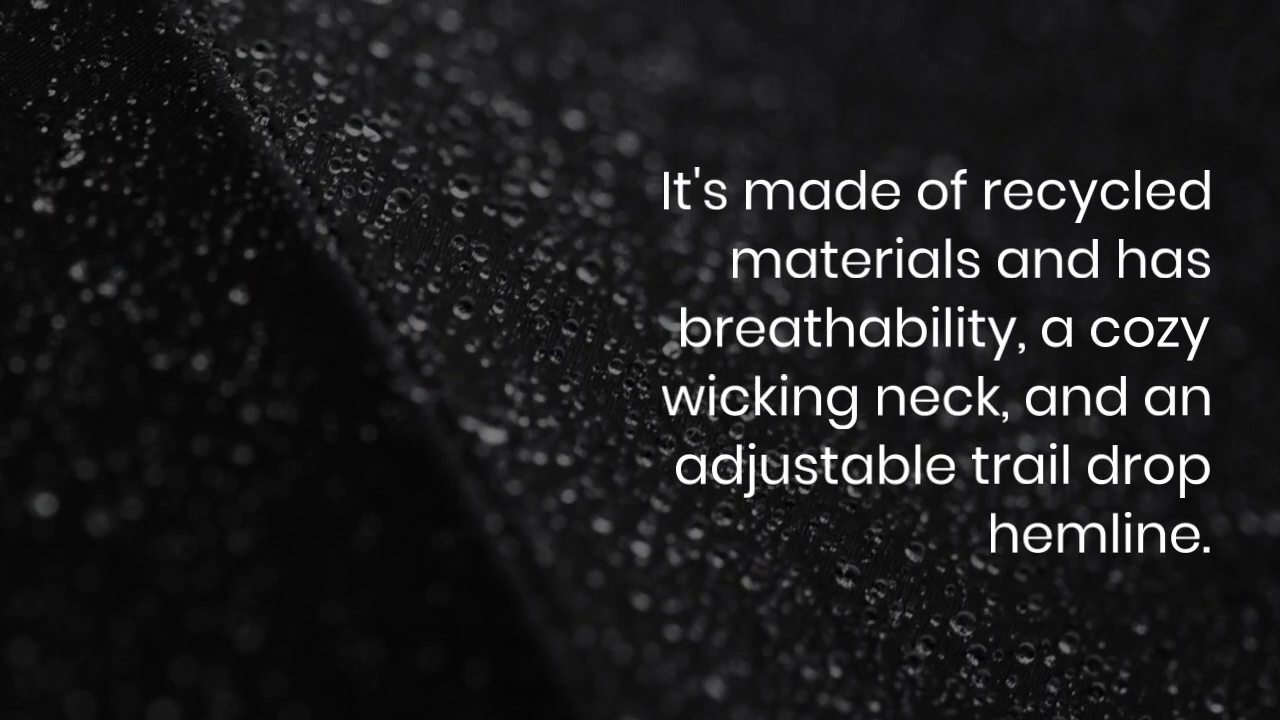 It's made of recycled
materials and has
breathability, a cozy
wicking neck, and an
adjustable trail drop
hemline.